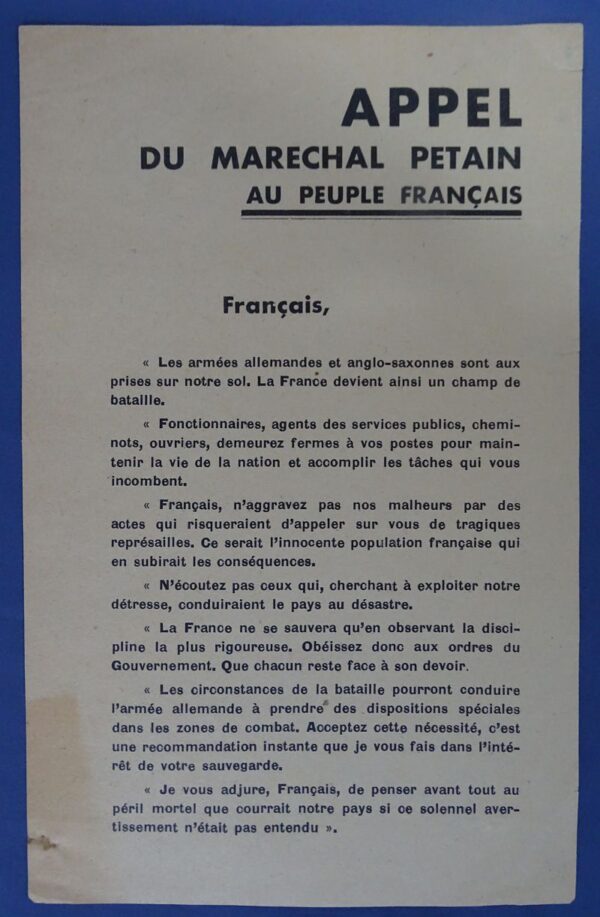 APPEL
DU MARECHAL PETAIN
AU PEUPLE FRANÇAIS
Français,
« Les armées allemandes et anglo-saxonnes sont aux
prises sur notre sol. La France devient ainsi un champ de
bataille.
« Fonctionnaires, agents des services publics, chemi-
nots, ouvriers, demeurez fermes à vos postes pour main-
tenir la vie de la nation et accomplir les tâches qui vous
incombent.
« Français, n'aggravez pas nos malheurs par des
actes qui risqueraient d'appeler sur vous de tragiques
représailles. Ce serait l'innocente population française qui
en subirait les conséquences.
« N'écoutez pas ceux qui, cherchant à exploiter notre
détresse, conduiraient le pays au désastre.
« La France ne se sauvera qu'en observant la disci-
pline la plus rigoureuse. Obéissez donc aux ordres du
Gouvernement. Que chacun reste face à son devoir.
« Les circonstances de la bataille pourront conduire
l'armée allemande à prendre des dispositions spéciales
dans les zones de combat. Acceptez cette nécessité, c'est
une recommandation instante que je vous fais dans l'inté-
rêt de votre sauvegarde.
« Je vous adjure, Français, de penser avant tout au
péril mortel que courrait notre pays si ce solennel aver-
tissement n'était pas entendu ».